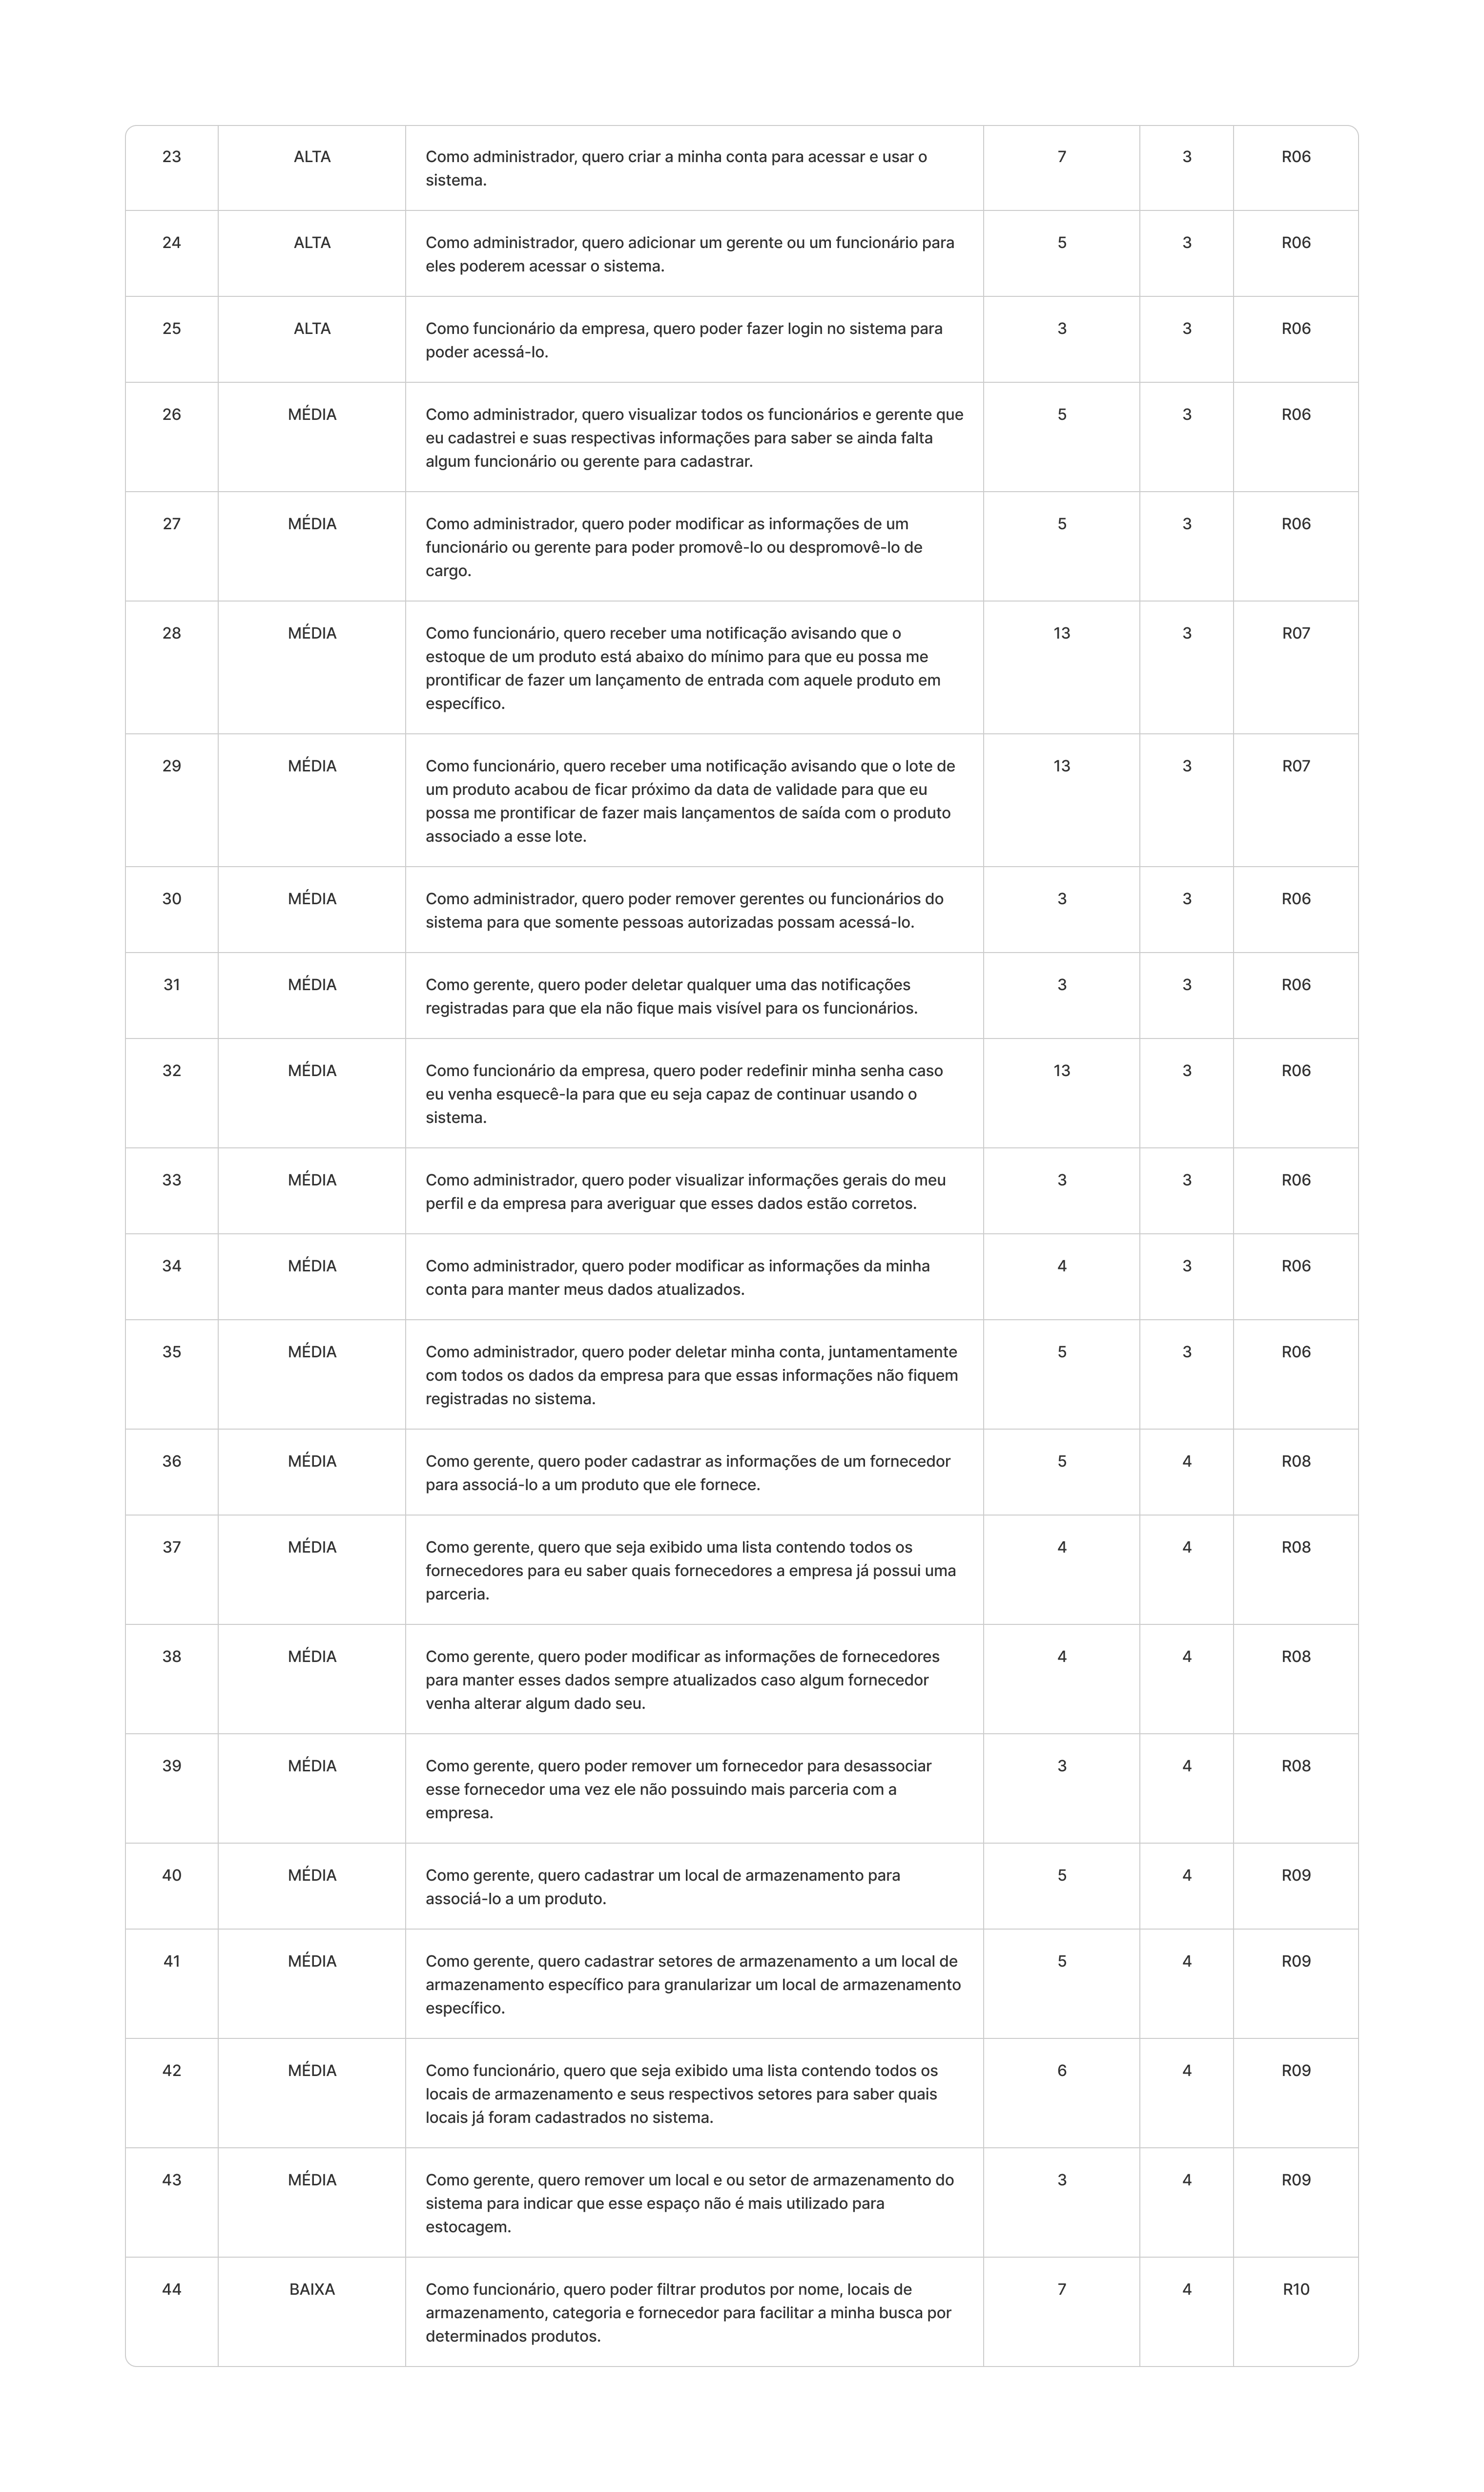 23 ALTA Como administrador, quero criar a minha conta para acessar e usar o 7 3 R06
sistema.
24 ALTA Como administrador, quero adicionar um gerente ou um funcionário para 5 3 R06
eles poderem acessar o sistema.
25 ALTA Como funcionário da empresa, quero poder fazer login no sistema para 3 3 R06
poder acessá-lo.
26 MÉDIA Como administrador, quero visualizar todos os funcionários e gerente que 5 3 R06
eu cadastrei e suas respectivas informações para saber se ainda falta
algum funcionário ou gerente para cadastrar.
27 MÉDIA Como administrador, quero poder modificar as informações de um 5 3 R06
funcionário ou gerente para poder promovê-lo ou despromovê-lo de
cargo.
28 MÉDIA Como funcionário, quero receber uma notificação avisando que o 13 3 R07
estoque de um produto está abaixo do mínimo para que eu possa me
prontificar de fazer um lançamento de entrada com aquele produto em
específico.
29 MÉDIA Como funcionário, quero receber uma notificação avisando que o lote de 13 3 R07
um produto acabou de ficar próximo da data de validade para que eu
possa me prontificar de fazer mais lançamentos de saída com o produto
associado a esse lote.
30 MÉDIA Como administrador, quero poder remover gerentes ou funcionários do 3 3 R06
sistema para que somente pessoas autorizadas possam acessá-lo.
31 MÉDIA Como gerente, quero poder deletar qualquer uma das notificações 3 3 R06
registradas para que ela não fique mais visível para os funcionários.
32 MÉDIA Como funcionário da empresa, quero poder redefinir minha senha caso 13 3 R06
eu venha esquecê-la para que eu seja capaz de continuar usando o
sistema.
33 MÉDIA Como administrador, quero poder visualizar informações gerais do meu 3 3 R06
perfil e da empresa para averiguar que esses dados estão corretos.
34 MÉDIA Como administrador, quero poder modificar as informações da minha 4 3 R06
conta para manter meus dados atualizados.
35 MÉDIA Como administrador, quero poder deletar minha conta, juntamentamente 5 3 R06
com todos os dados da empresa para que essas informações não fiquem
registradas no sistema.
36 MÉDIA Como gerente, quero poder cadastrar as informações de um fornecedor 5 4 R08
para associá-lo a um produto que ele fornece.
37 MÉDIA Como gerente, quero que seja exibido uma lista contendo todos os 4 4 R08
fornecedores para eu saber quais fornecedores a empresa já possui uma
parceria.
38 MÉDIA Como gerente, quero poder modificar as informações de fornecedores 4 4 R08
para manter esses dados sempre atualizados caso algum fornecedor
venha alterar algum dado seu.
39 MÉDIA Como gerente, quero poder remover um fornecedor para desassociar 3 4 R08
esse fornecedor uma vez ele não possuindo mais parceria com a
empresa.
40 MÉDIA Como gerente, quero cadastrar um local de armazenamento para 5 4 R09
associá-lo a um produto.
41 MÉDIA Como gerente, quero cadastrar setores de armazenamento a um local de 5 4 R09
armazenamento específico para granularizar um local de armazenamento
específico.
42 MÉDIA Como funcionário, quero que seja exibido uma lista contendo todos os 6 4 R09
locais de armazenamento e seus respectivos setores para saber quais
locais já foram cadastrados no sistema.
43 MÉDIA Como gerente, quero remover um local e ou setor de armazenamento do 3 4 R09
sistema para indicar que esse espaço não é mais utilizado para
estocagem.
44 BAIXA Como funcionário, quero poder filtrar produtos por nome, locais de 7 4 R10
armazenamento, categoria e fornecedor para facilitar a minha busca por
determinados produtos.